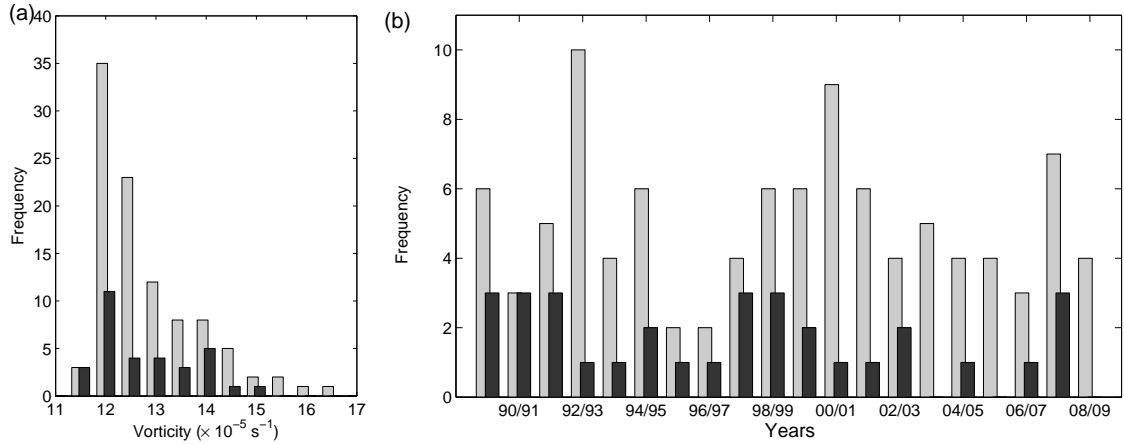 (a)
40
35
30
25
20
15
10
5
0
Frequency
11 12 13 14 15 16 17
Vorticity (× 10⁻⁵ s⁻¹)
(b)
10
8
6
4
2
0
Frequency
90/91 92/93 94/95 96/97 98/99 00/01 02/03 04/05 06/07 08/09
Years